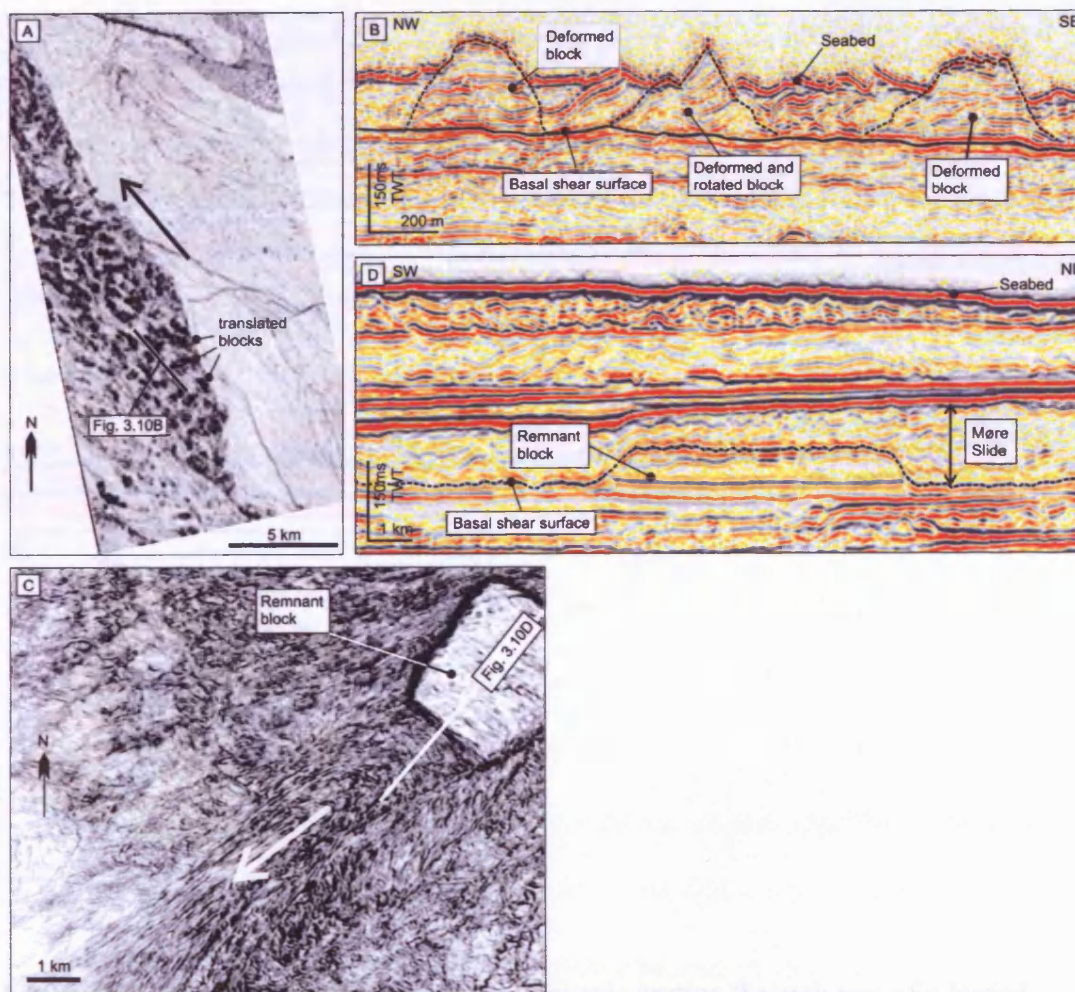 A
translated
blocks
Fig. 3.10B
N
5 km
B
NW
Deformed
block
Seabed
SE
Basal shear surface
Deformed and
rotated block
Deformed
block
150ms
TWT
200 m
D
SW
Seabed
Remnant
block
Møre
Slide
150ms
TWT
1 km
Basal shear surface
C
Remnant
block
Fig. 3.10D
N
1 km